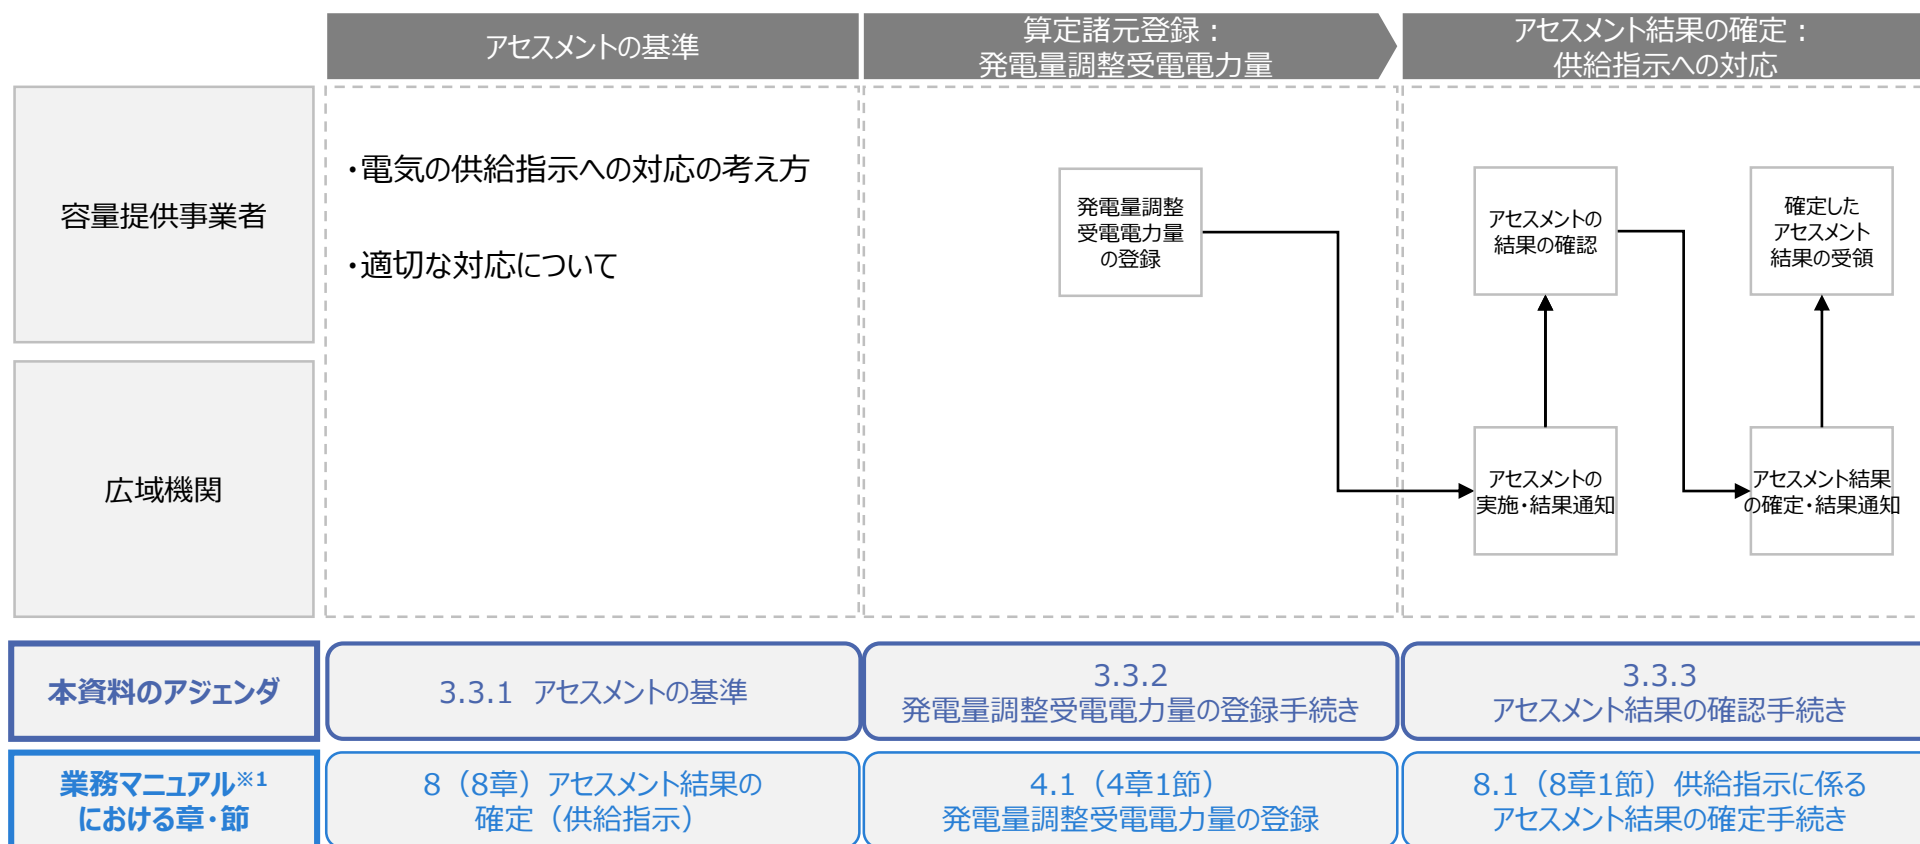 アセスメントの基準
算定諸元登録：
発電量調整受電電力量
アセスメント結果の確定：
供給指示への対応
容量提供事業者
・電気の供給指示への対応の考え方
・適切な対応について
発電量調整
受電電力量
の登録
アセスメントの
結果の確認
確定した
アセスメント
結果の受領
広域機関
アセスメントの
実施・結果通知
アセスメント結果
の確定・結果通知
本資料のアジェンダ
3.3.1 アセスメントの基準
3.3.2
発電量調整受電電力量の登録手続き
3.3.3
アセスメント結果の確認手続き
業務マニュアル※1
における章・節
8（8章）アセスメント結果の
確定（供給指示）
4.1（4章1節）
発電量調整受電電力量の登録
8.1（8章1節）供給指示に係る
アセスメント結果の確定手続き